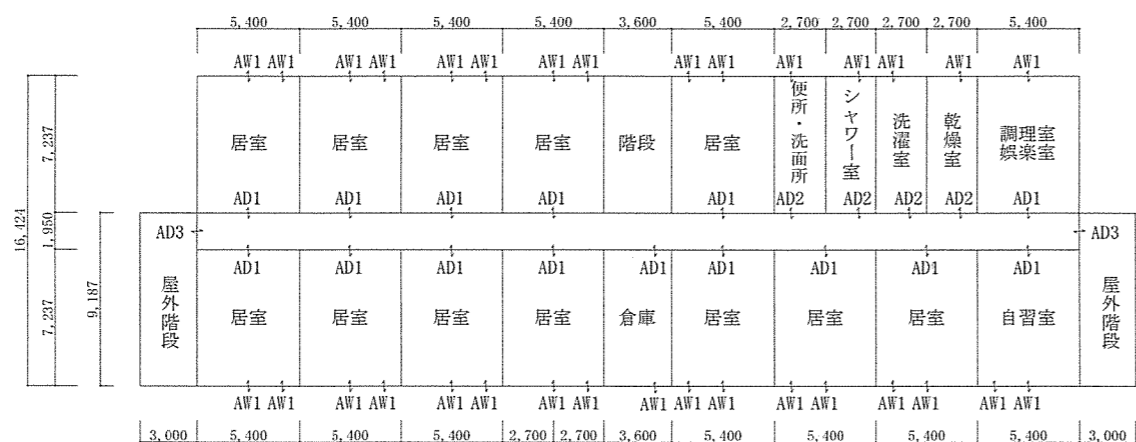 5,400 5,400 5,400 5,400 3,600 5,400 2,700 2,700 2,700 2,700 5,400
AW1 AW1 AW1 AW1 AW1 AW1 AW1 AW1 AW1 AW1 AW1 AW1 AW1 AW1 AW1
16,424
7,237
1,950
7,237
9,187
居室
居室
居室
居室
階段
居室
便所・洗面所
シャワー室
洗濯室
乾燥室
調理室
娯楽室
AD1 AD1 AD1 AD1 AD1 AD2 AD2 AD2 AD2 AD1
AD3
AD3
AD1 AD1 AD1 AD1 AD1 AD1 AD1 AD1 AD1
屋外階段
居室
居室
居室
居室
倉庫
居室
居室
居室
自習室
屋外階段
AW1 AW1 AW1 AW1 AW1 AW1 AW1 AW1 AW1 AW1 AW1 AW1 AW1 AW1 AW1 AW1 AW1
3,000 5,400 5,400 5,400 2,700 2,700 3,600 5,400 5,400 5,400 5,400 3,000